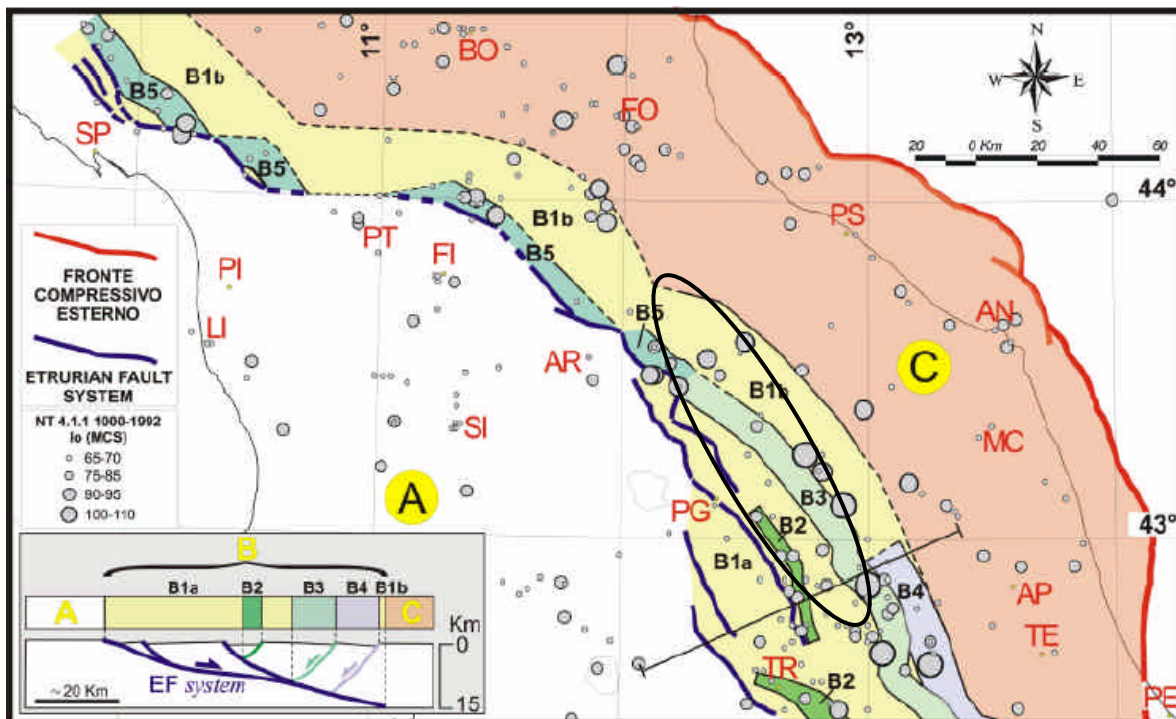 11°
13°
BO
N
W E
S
B1b
B5
FO
20 0 Km 20 40 60
SP
B5
44°
B1b
PS
PT
FI
B5
FRONTE
COMPRESSIVO
ESTERNO
PI
AN
LI
B5
ETRURIAN FAULT
SYSTEM
AR
C
B1b
NT 4.1.1 1000-1992
Io (MCS)
65-70
75-85
90-95
100-110
SI
MC
A
B3
PG
B2
43°
B1a
B
B1a B2 B3 B4 B1b
B4
A C
AP
Km
0
TE
TR
B2
EF system
~20 Km
15
PE